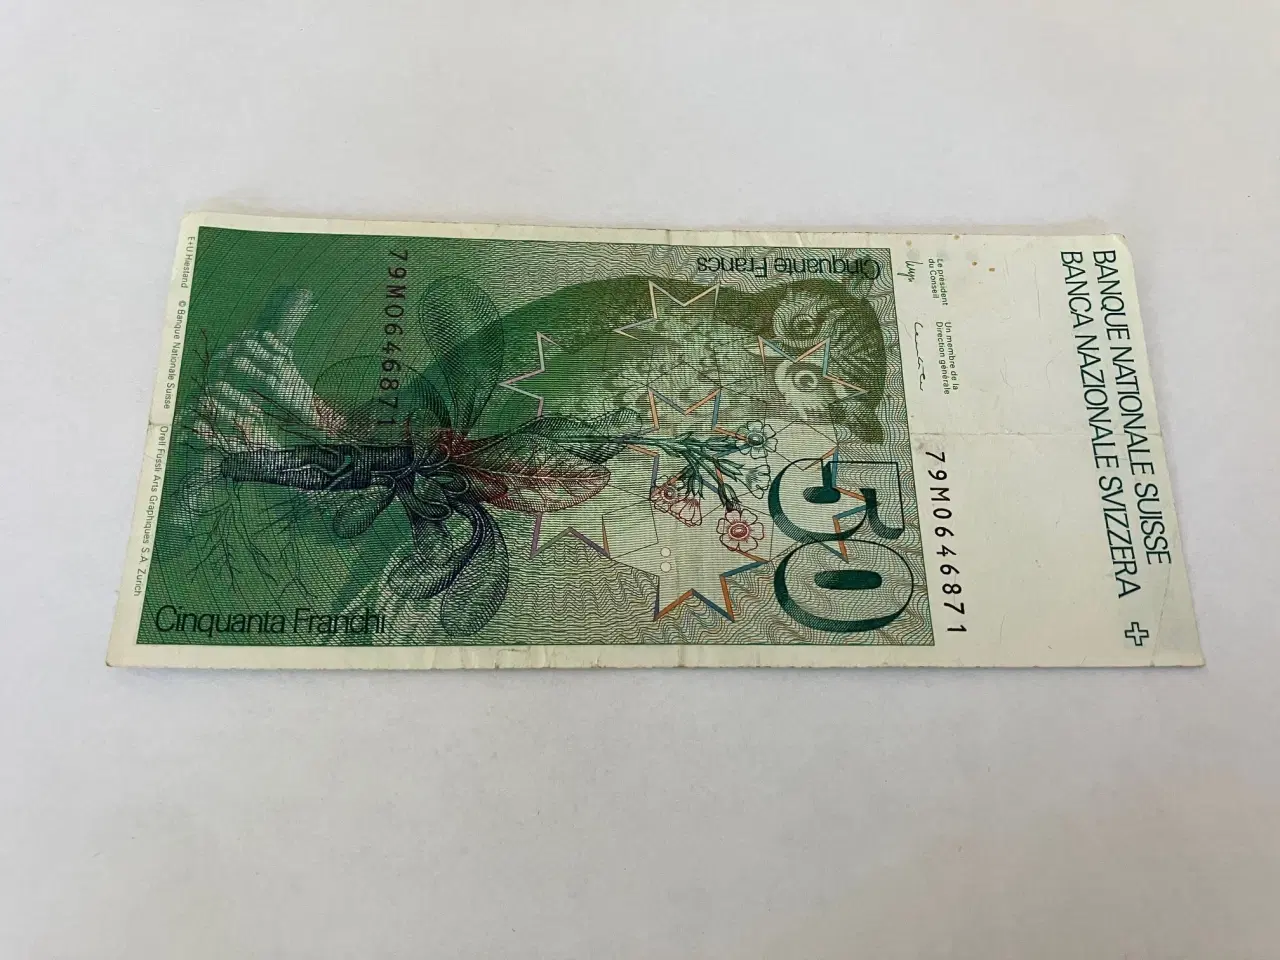 BANQUE NATIONALE SUISSE
BANCA NAZIONALE SVIZZERA
Le président
du Conseil
Un membre de la
Direction générale
79M0646871
50
Cinquante Francs
79M0646871
Cinquanta Franchi
E+U Hiestand © Banque Nationale Suisse Orell Füssli Arts Graphiques S.A. Zurich